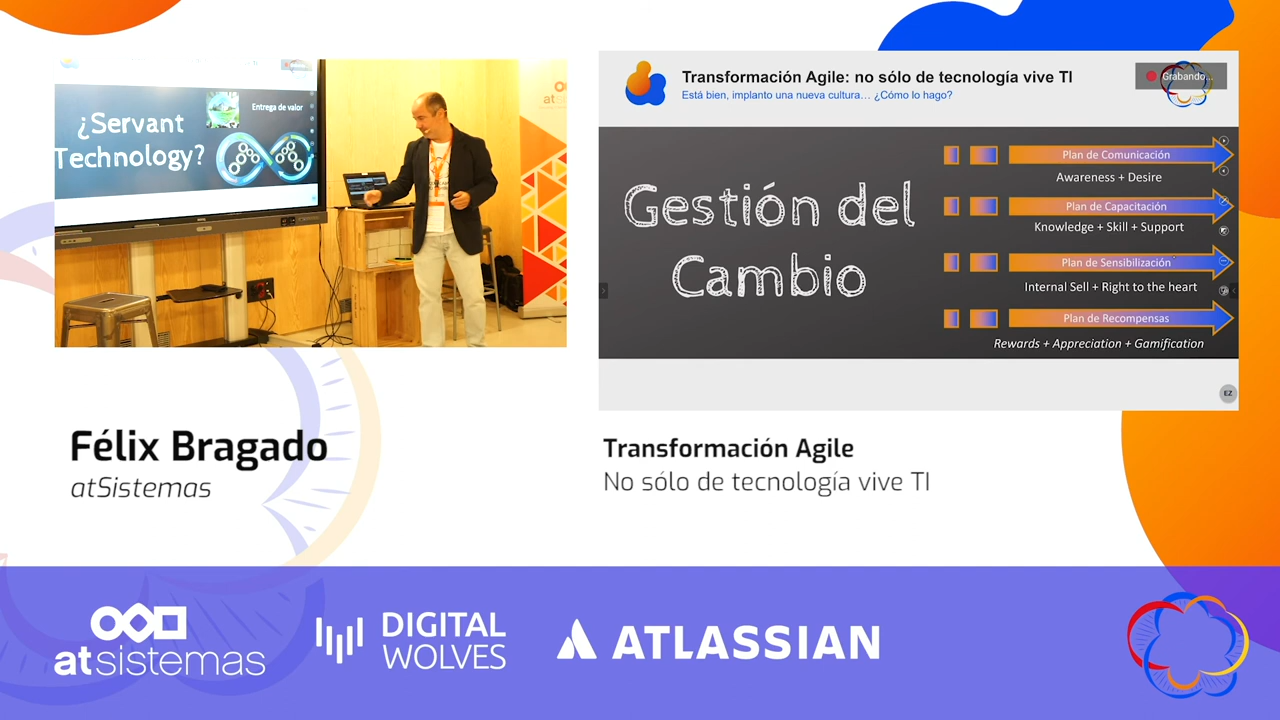 ¿Servant
Technology?
Entrega de valor
atsistemas
Transformación Agile: no sólo de tecnología vive TI
Está bien, implanto una nueva cultura... ¿Cómo lo hago?
Grabando...
Gestión del
Cambio
Plan de Comunicación
Awareness + Desire
Plan de Capacitación
Knowledge + Skill + Support
Plan de Sensibilización
Internal Sell + Right to the heart
Plan de Recompensas
Rewards + Appreciation + Gamification
EZ
Félix Bragado
atSistemas
Transformación Agile
No sólo de tecnología vive TI
atsistemas
DIGITAL
WOLVES
ATLASSIAN